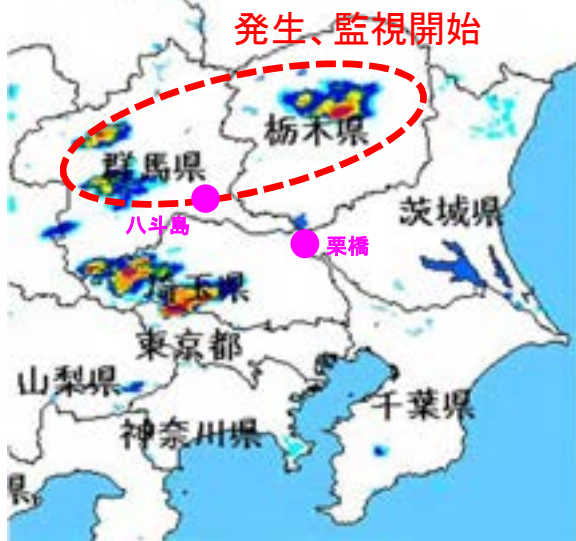 発生、監視開始
栃木県
群馬県
八斗島
茨城県
栗橋
埼玉県
東京都
山梨県
千葉県
神奈川県
県